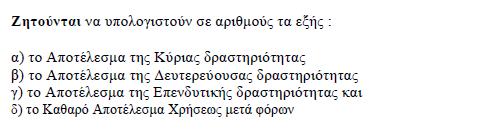 Ζητούνται να υπολογιστούν σε αριθμούς τα εξής :
α) το Αποτέλεσμα της Κύριας δραστηριότητας
β) το Αποτέλεσμα της Δευτερεύουσας δραστηριότητας
γ) το Αποτέλεσμα της Επενδυτικής δραστηριότητας και
δ) το Καθαρό Αποτέλεσμα Χρήσεως μετά φόρων